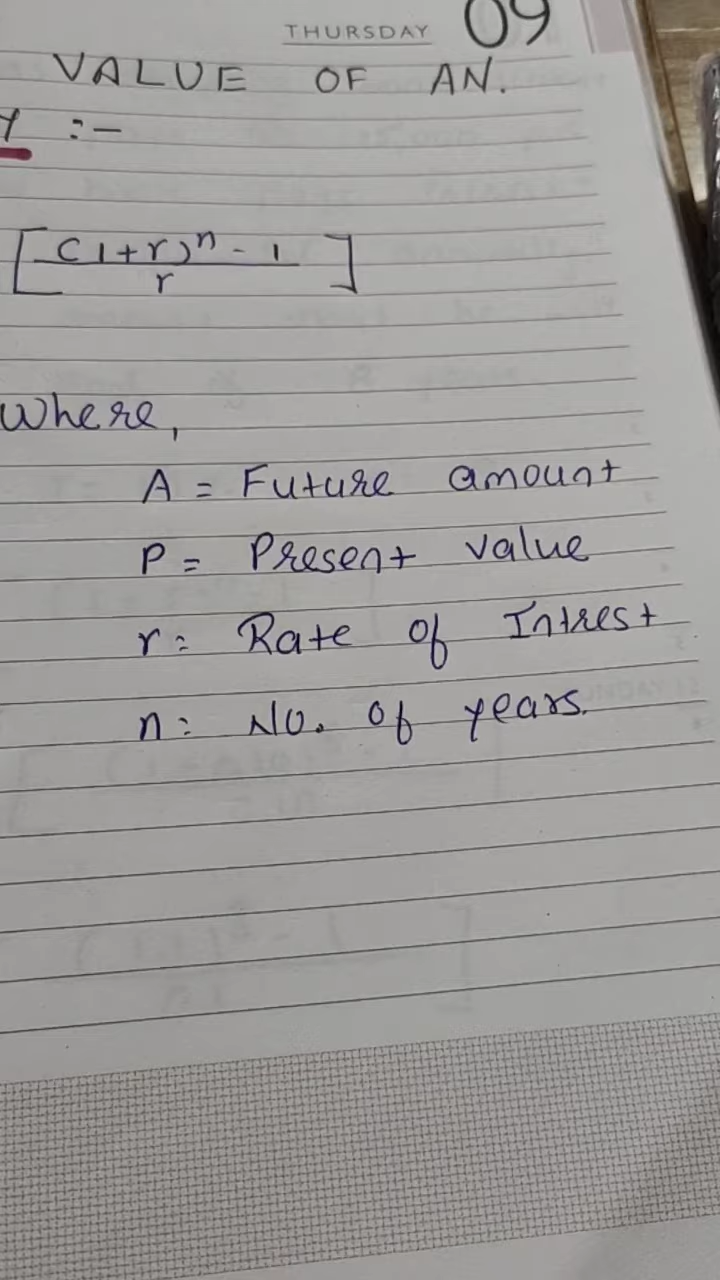 THURSDAY 09
VALUE OF AN.
Y :-
[ (1+r)n - 1
r ]
Where,
A = Future amount
P = Present value
r = Rate of Intrest
n = No. of years.